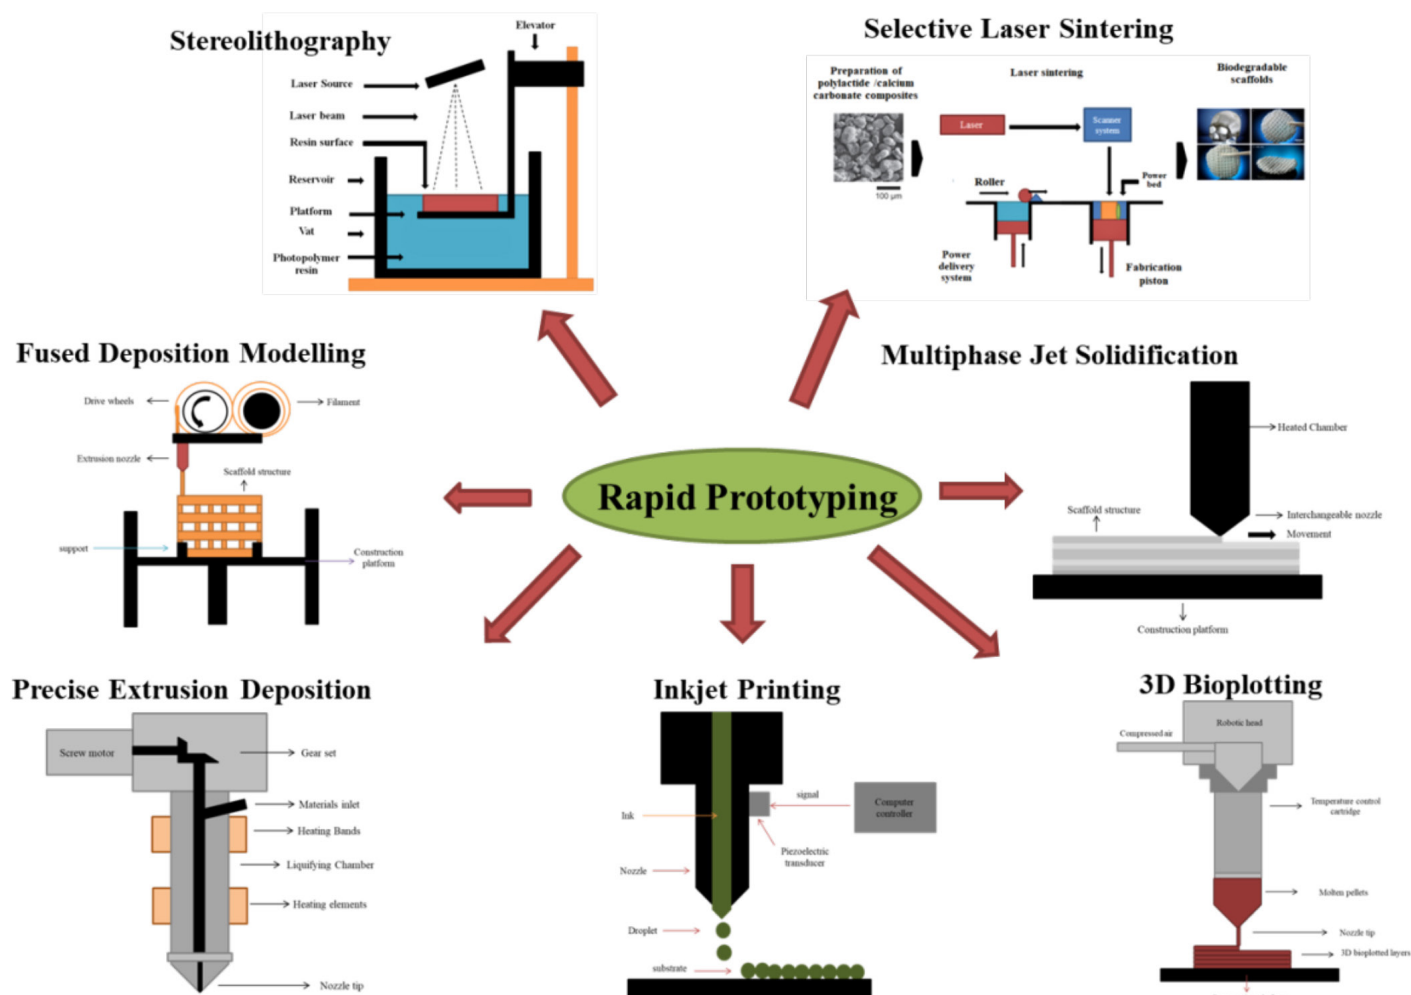 Stereolithography
Elevator
Laser Source
Laser beam
Resin surface
Reservoir
Platform
Vat
Photopolymer
resin
Selective Laser Sintering
Preparation of
polylactide /calcium
carbonate composites
Laser sintering
Biodegradable
scaffolds
Laser
Scanner
system
100 µm
Roller
Power
bed
Power
delivery
system
Fabrication
piston
Fused Deposition Modelling
Drive wheels
Filament
Extrusion nozzle
Scaffold structure
support
Construction
platform
Multiphase Jet Solidification
Heated Chamber
Scaffold structure
Interchangeable nozzle
Movement
Construction platform
Rapid Prototyping
Precise Extrusion Deposition
Screw motor
Gear set
Materials inlet
Heating Bands
Liquifying Chamber
Heating elements
Nozzle tip
Inkjet Printing
signal
Computer
controller
Ink
Piezoelectric
transducer
Nozzle
Droplet
substrate
3D Bioplotting
Robotic head
Compressed air
Temperature control
cartridge
Molten pellets
Nozzle tip
3D bioplotted layers